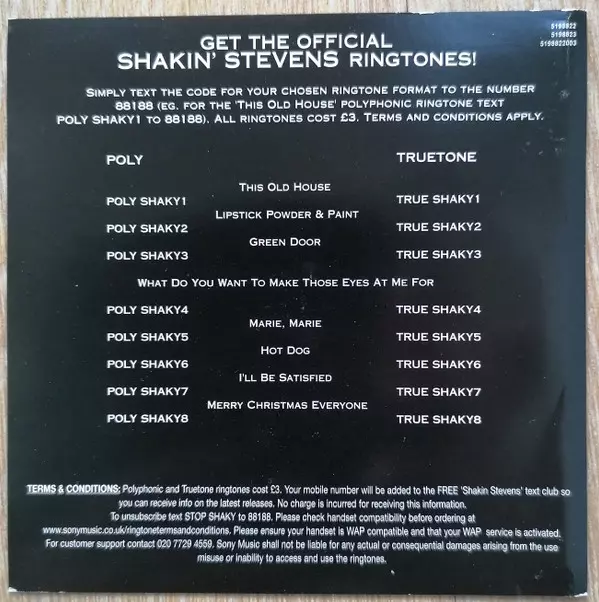 5198822
5198823
5198822003
GET THE OFFICIAL
SHAKIN' STEVENS RINGTONES!
SIMPLY TEXT THE CODE FOR YOUR CHOSEN RINGTONE FORMAT TO THE NUMBER
88188 (EG. FOR THE 'THIS OLD HOUSE' POLYPHONIC RINGTONE TEXT
POLY SHAKY1 TO 88188). ALL RINGTONES COST £3. TERMS AND CONDITIONS APPLY.
POLY TRUETONE
THIS OLD HOUSE
POLY SHAKY1 TRUE SHAKY1
LIPSTICK POWDER & PAINT
POLY SHAKY2 TRUE SHAKY2
GREEN DOOR
POLY SHAKY3 TRUE SHAKY3
WHAT DO YOU WANT TO MAKE THOSE EYES AT ME FOR
POLY SHAKY4 TRUE SHAKY4
MARIE, MARIE
POLY SHAKY5 TRUE SHAKY5
HOT DOG
POLY SHAKY6 TRUE SHAKY6
I'LL BE SATISFIED
POLY SHAKY7 TRUE SHAKY7
MERRY CHRISTMAS EVERYONE
POLY SHAKY8 TRUE SHAKY8
TERMS & CONDITIONS: Polyphonic and Truetone ringtones cost £3. Your mobile number will be added to the FREE 'Shakin Stevens' text club so
you can receive info on the latest releases. No charge is incurred for receiving this information.
To unsubscribe text STOP SHAKY to 88188. Please check handset compatibility before ordering at
www.sonymusic.co.uk/ringtonetermsandconditions. Please ensure your handset is WAP compatible and that your WAP service is activated.
For customer support contact 020 7729 4559. Sony Music shall not be liable for any actual or consequential damages arising from the use
misuse or inability to access and use the ringtones.